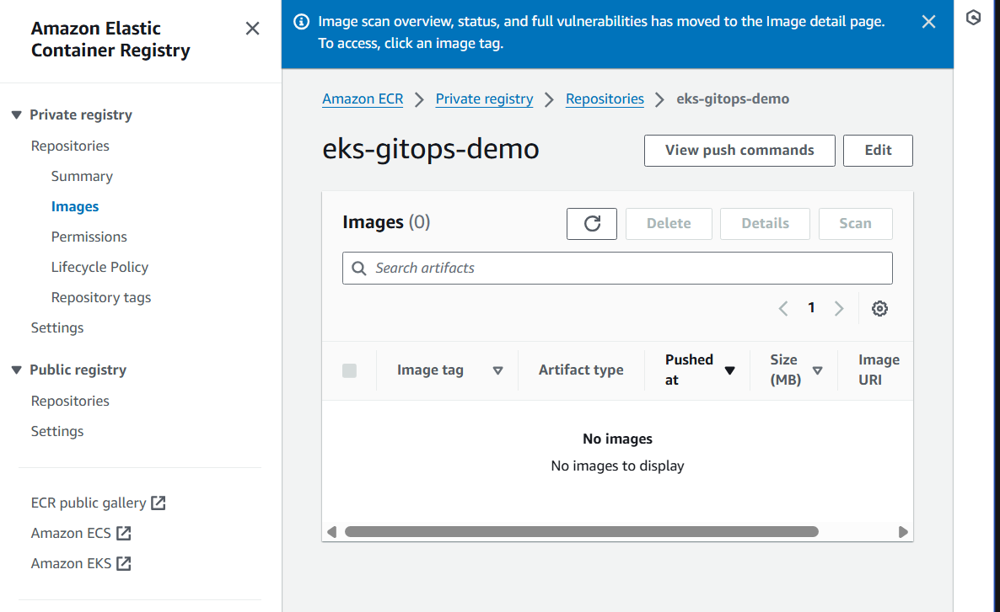 Amazon Elastic
Container Registry
Private registry
Repositories
Summary
Images
Permissions
Lifecycle Policy
Repository tags
Settings
Public registry
Repositories
Settings
ECR public gallery
Amazon ECS
Amazon EKS
Image scan overview, status, and full vulnerabilities has moved to the Image detail page.
To access, click an image tag.
Amazon ECR > Private registry > Repositories > eks-gitops-demo
eks-gitops-demo
View push commands
Edit
Images (0)
Delete
Details
Scan
Search artifacts
1
Image tag
Artifact type
Pushed
at
Size
(MB)
Image
URI
No images
No images to display